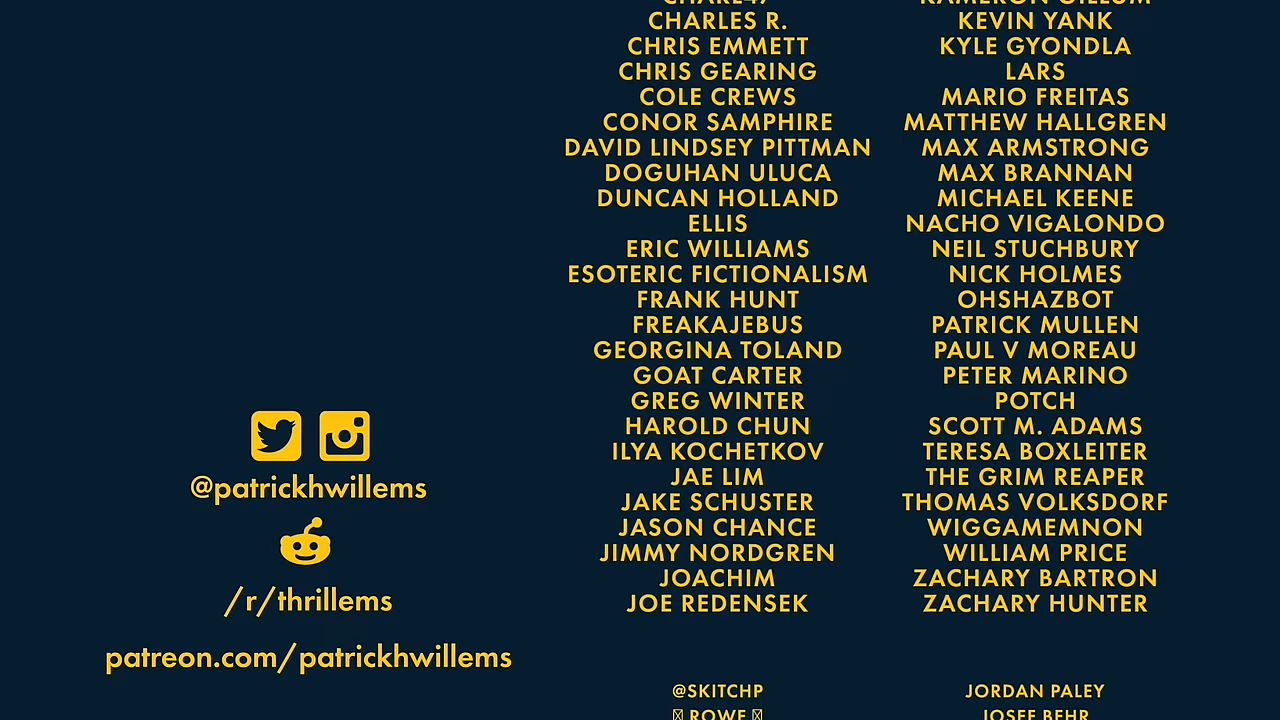 @patrickhwillems
/r/thrillems
patreon.com/patrickhwillems
CHARLES R.
CHRIS EMMETT
CHRIS GEARING
COLE CREWS
CONOR SAMPHIRE
DAVID LINDSEY PITTMAN
DOGUHAN ULUCA
DUNCAN HOLLAND
ELLIS
ERIC WILLIAMS
ESOTERIC FICTIONALISM
FRANK HUNT
FREAKAJEBUS
GEORGINA TOLAND
GOAT CARTER
GREG WINTER
HAROLD CHUN
ILYA KOCHETKOV
JAE LIM
JAKE SCHUSTER
JASON CHANCE
JIMMY NORDGREN
JOACHIM
JOE REDENSEK
@SKITCHP
ROWE
KAMERON GILLUM
KEVIN YANK
KYLE GYONDLA
LARS
MARIO FREITAS
MATTHEW HALLGREN
MAX ARMSTRONG
MAX BRANNAN
MICHAEL KEENE
NACHO VIGALONDO
NEIL STUCHBURY
NICK HOLMES
OHSHAZBOT
PATRICK MULLEN
PAUL V MOREAU
PETER MARINO
POTCH
SCOTT M. ADAMS
TERESA BOXLEITER
THE GRIM REAPER
THOMAS VOLKSDORF
WIGGAMEMNON
WILLIAM PRICE
ZACHARY BARTRON
ZACHARY HUNTER
JORDAN PALEY
JOSEF BEHR